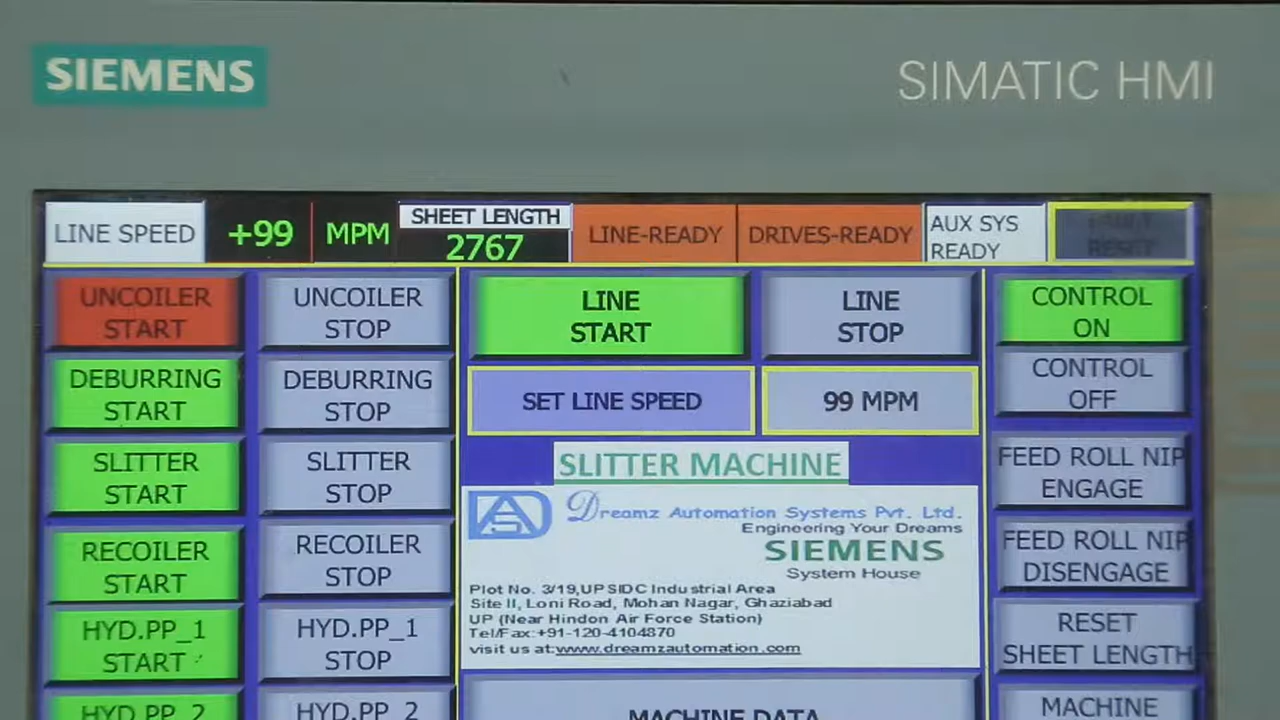 SIEMENS
SIMATIC HMI
LINE SPEED
+99
MPM
SHEET LENGTH
2767
LINE-READY
DRIVES-READY
AUX SYS
READY
FAULT
RESET
UNCOILER
START
UNCOILER
STOP
LINE
START
LINE
STOP
CONTROL
ON
DEBURRING
START
DEBURRING
STOP
SET LINE SPEED
99 MPM
CONTROL
OFF
SLITTER
START
SLITTER
STOP
SLITTER MACHINE
FEED ROLL NIP
ENGAGE
DAS
Dreamz Automation Systems Pvt. Ltd.
Engineering Your Dreams
SIEMENS
System House
Plot No. 3/19,UPSIDC Industrial Area
Site II, Loni Road, Mohan Nagar, Ghaziabad
UP (Near Hindon Air Force Station)
Tel/Fax:+91-120-4104870
visit us at:www.dreamzautomation.com
RECOILER
START
RECOILER
STOP
FEED ROLL NIP
DISENGAGE
HYD.PP_1
START
HYD.PP_1
STOP
RESET
SHEET LENGTH
HYD.PP_2
HYD.PP_2
MACHINE DATA
MACHINE